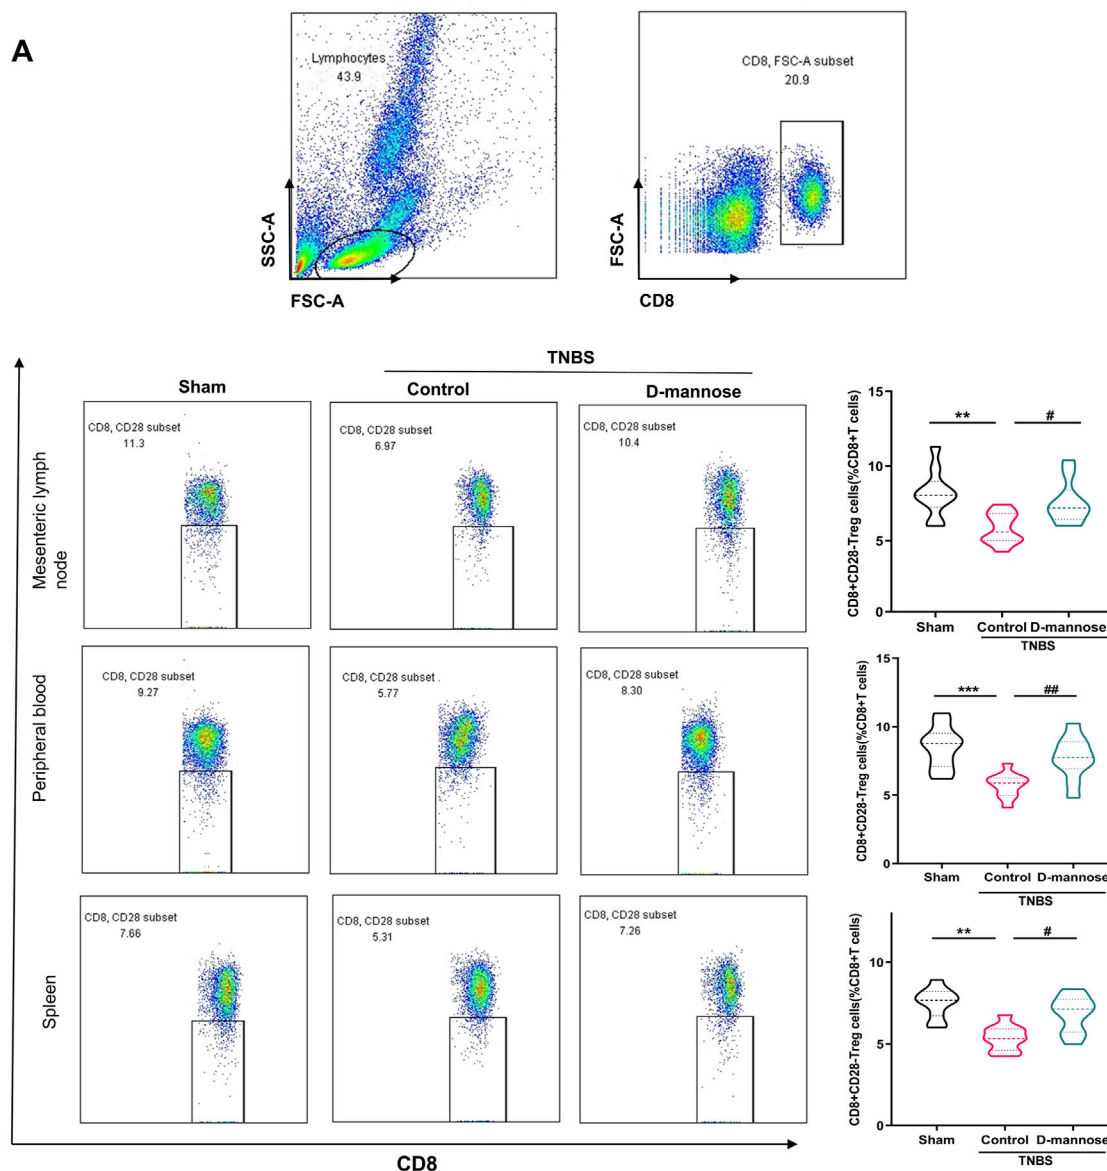 A
Lymphocytes
43.9
SSC-A
FSC-A
CD8, FSC-A subset
20.9
FSC-A
CD8
TNBS
Sham
Control
D-mannose
Mesenteric lymph
node
CD8, CD28 subset
11.3
CD8, CD28 subset
6.97
CD8, CD28 subset
10.4
CD8+CD28-Treg cells(%CD8+T cells)
15
10
5
0
**
#
Sham
Control
D-mannose
TNBS
Peripheral blood
CD8, CD28 subset
9.27
CD8, CD28 subset .
5.77
CD8, CD28 subset
8.30
CD8+CD28-Treg cells(%CD8+T cells)
15
10
5
0
***
##
Sham
Control
D-mannose
TNBS
Spleen
CD8, CD28 subset
7.66
CD8, CD28 subset
5.31
CD8, CD28 subset
7.26
CD8+CD28-Treg cells(%CD8+T cells)
10
5
0
**
#
Sham
Control
D-mannose
TNBS
CD8